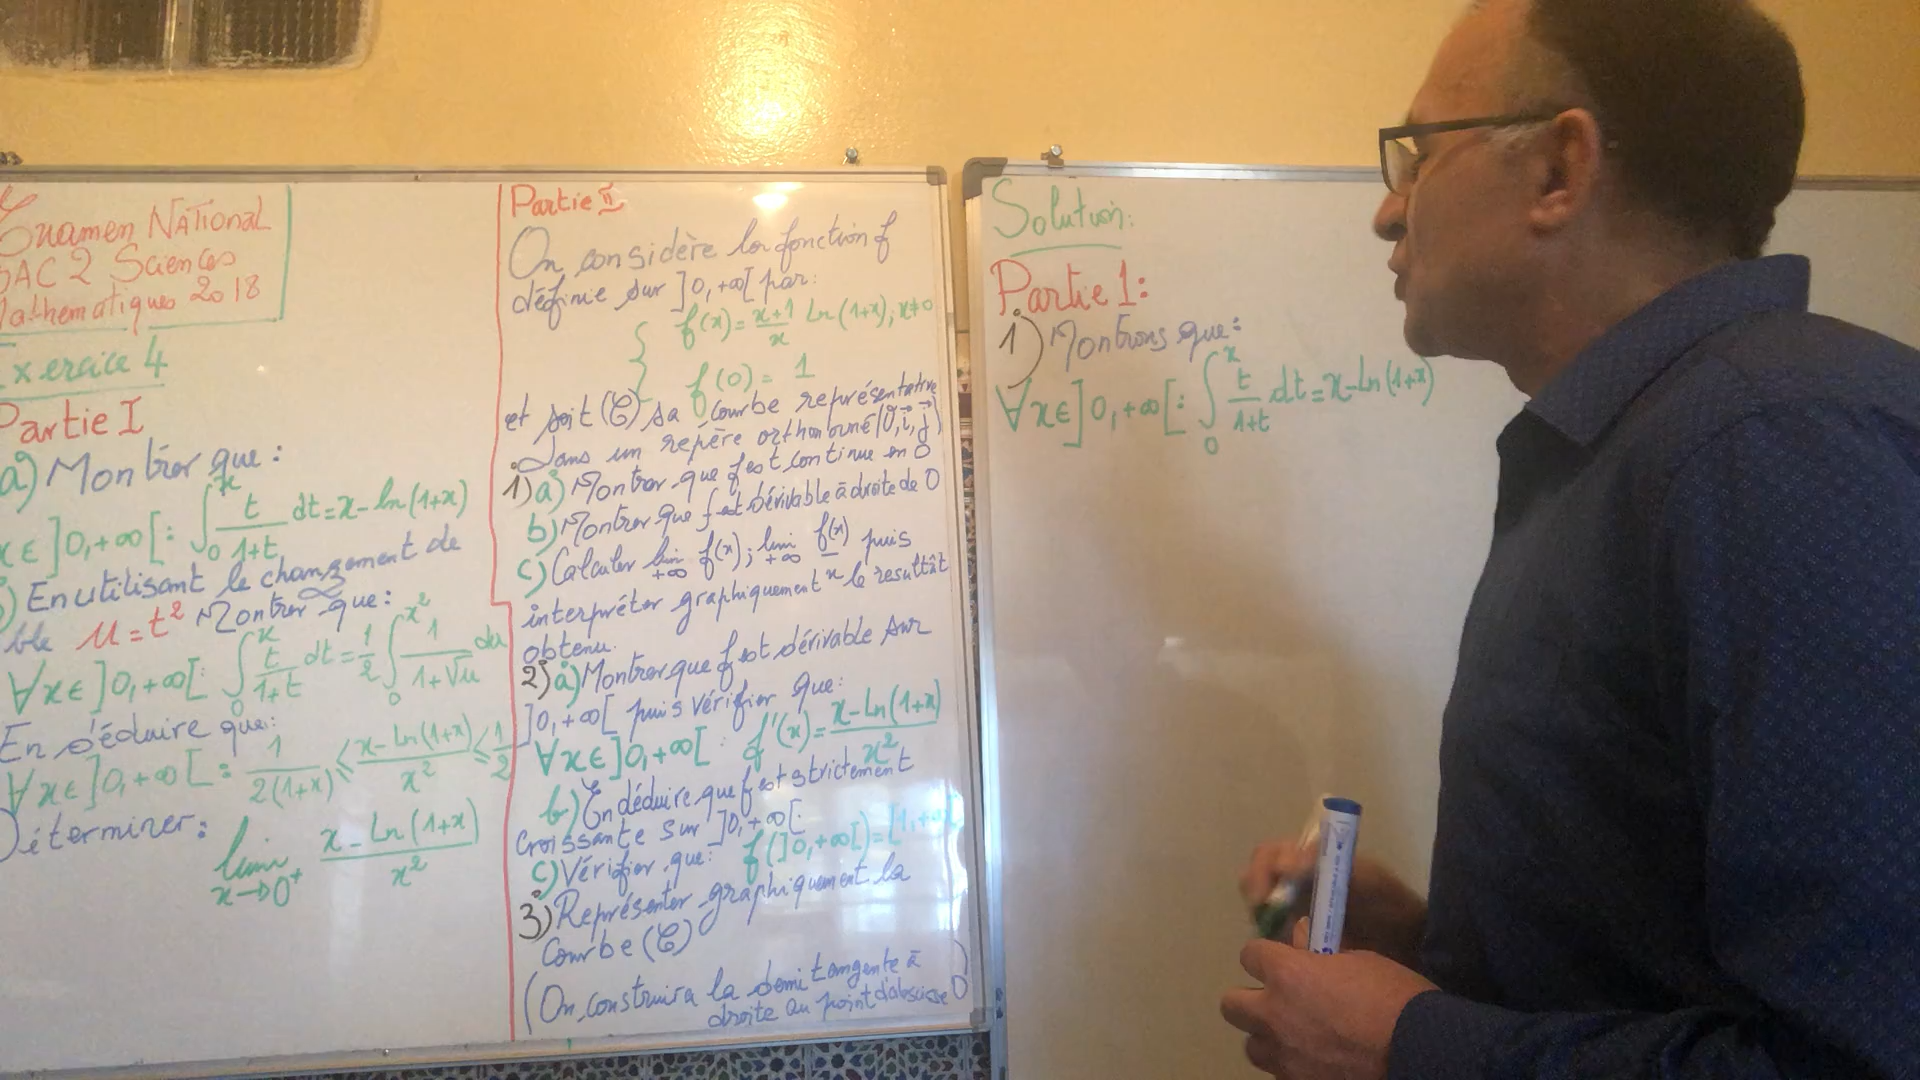 Examen NATional
BAC 2 Sciences
Mathematiques 2018
Exercice 4
Partie I
a) Montrer que:
x ∈ ]0,+∞[ : ∫₀ˣ t/(1+t) dt = x - ln(1+x)
En utilisant le changement de
ble u = t² Montrer que:
∀x∈]0,+∞[: ∫₀ˣ t/(1+t) dt = 1/2 ∫₀^(x²) 1/(1+√u) du
En déduire que:
∀x∈]0,+∞[ : 1/(2(1+x)) ≤ (x-ln(1+x))/x² ≤ 1/2
Déterminer:
lim x→0⁺ (x - Ln(1+x))/x²
Partie II
On considère la fonction f
définie sur ]0,+∞[ par:
{ f(x) = (x+1)/x Ln(1+x); x≠0
f(0) = 1
et soit (C) sa courbe représentative
dans un repère orthonormé (O,i⃗,j⃗)
1) a) Montrer que f est continue en 0
b) Montrer que f est dérivable à droite de 0
c) Calculer lim +∞ f(x); lim +∞ f(x)/x puis
interpréter graphiquement le resultât
obtenu.
2) a) Montrer que f est dérivable sur
]0,+∞[ puis vérifier que:
∀x∈]0,+∞[ : f'(x) = (x-Ln(1+x))/x²
b) En déduire que f est strictement
croissante sur ]0,+∞[.
c) Vérifier que: f(]0,+∞[) = [1,+∞[
3) Représenter graphiquement la
Courbe (C)
(On construira la demi tangente à
droite au point d'abscisse 0)
Solution:
Partie 1:
1) Montrons que:
∀x∈]0,+∞[: ∫₀ˣ t/(1+t) dt = x-Ln(1+x)